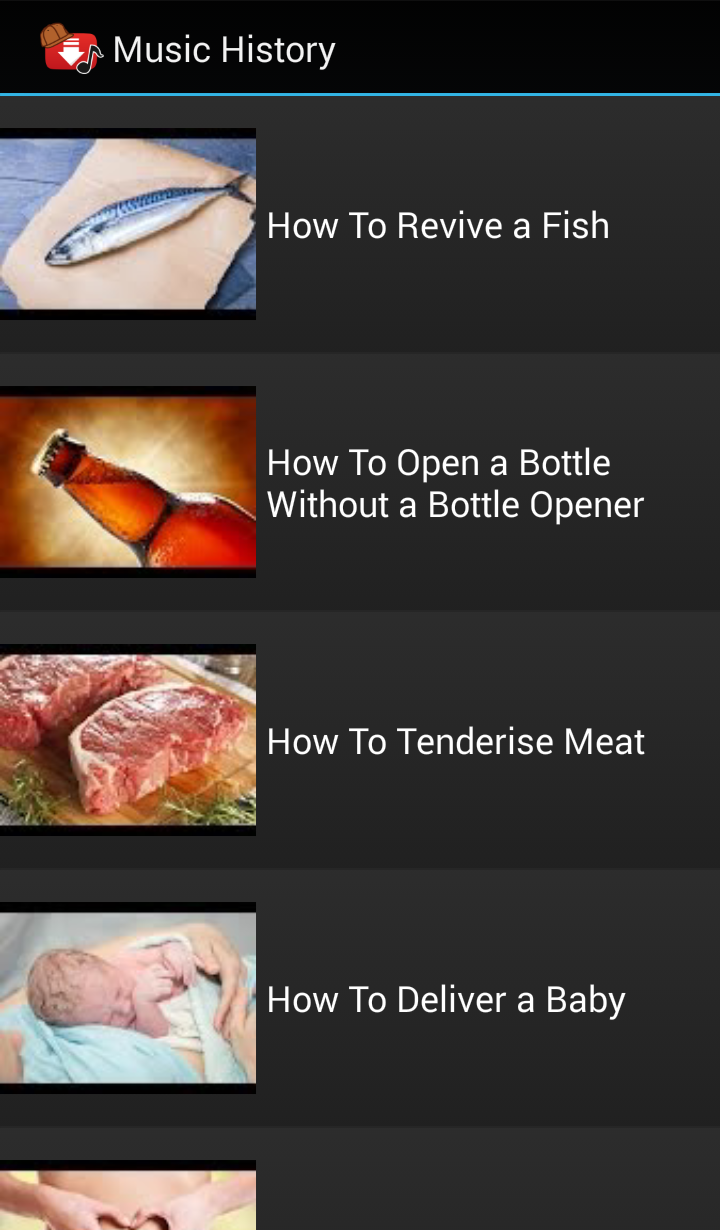 Music History
How To Revive a Fish
How To Open a Bottle
Without a Bottle Opener
How To Tenderise Meat
How To Deliver a Baby